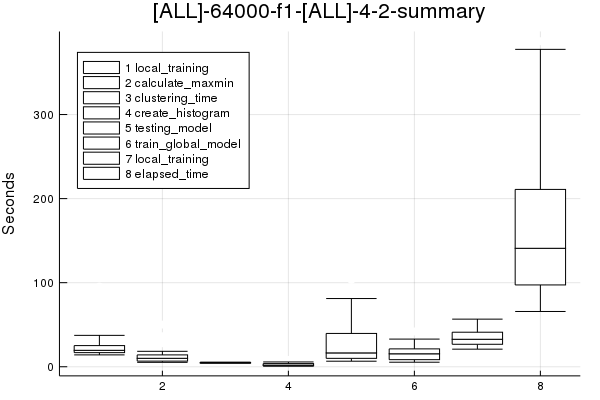 [ALL]-64000-f1-[ALL]-4-2-summary
1 local_training
2 calculate_maxmin
3 clustering_time
4 create_histogram
5 testing_model
6 train_global_model
7 local_training
8 elapsed_time
Seconds
300
200
100
0
2 4 6 8